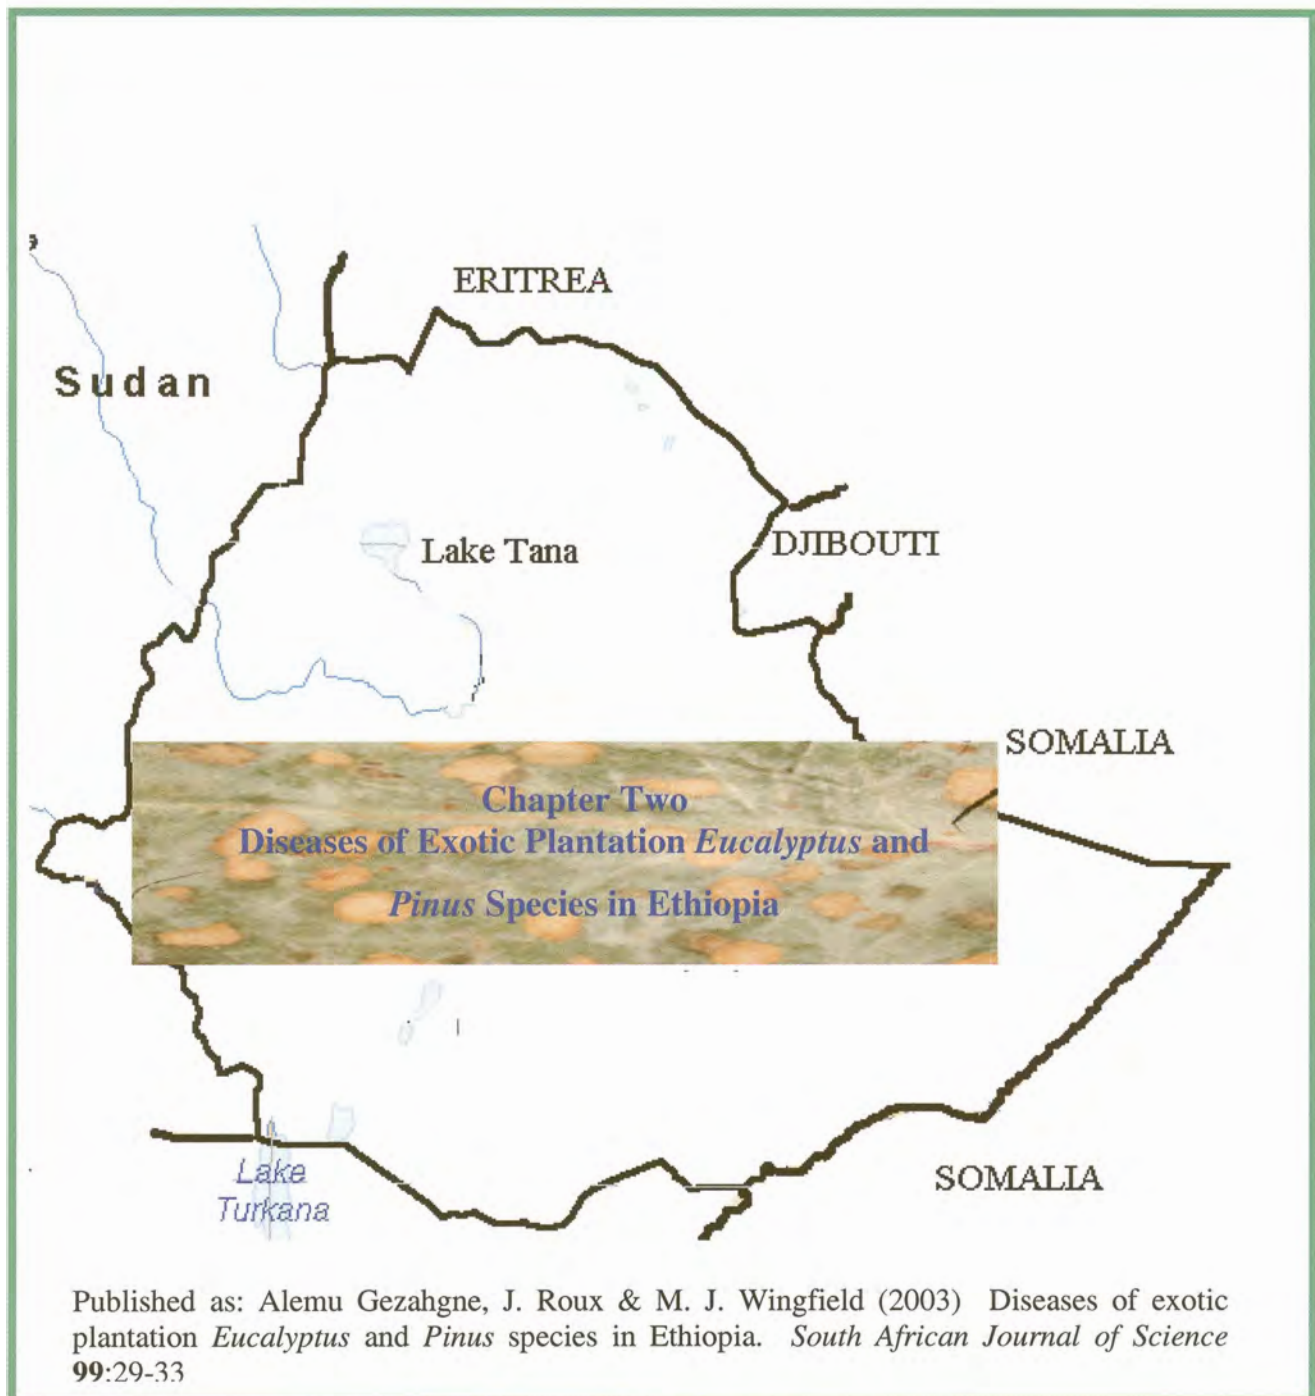 ERITREA
Sudan
Lake Tana
DJIBOUTI
SOMALIA
Chapter Two
Diseases of Exotic Plantation Eucalyptus and
Pinus Species in Ethiopia
Lake
Turkana
SOMALIA
Published as: Alemu Gezahgne, J. Roux & M. J. Wingfield (2003) Diseases of exotic
plantation Eucalyptus and Pinus species in Ethiopia. South African Journal of Science
99:29-33